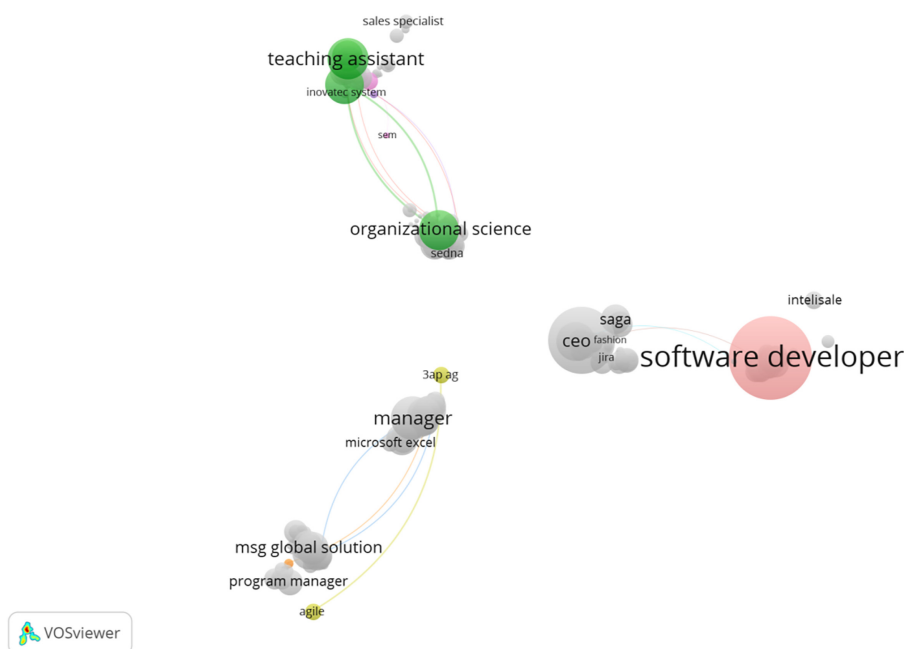 sales specialist
teaching assistant
inovatec system
sem
organizational science
sedna
intelisale
saga
ceo
fashion
jira
software developer
3ap ag
manager
microsoft excel
msg global solution
program manager
agile
VOSviewer